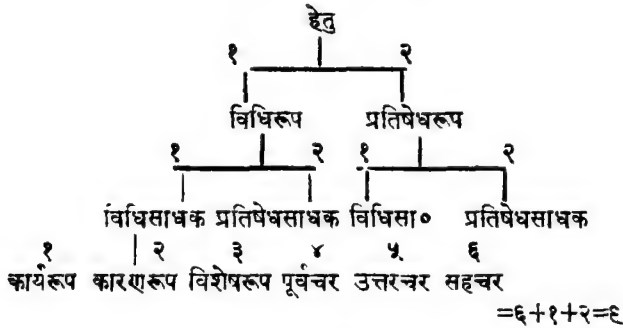 हेतु
१ २
विधिरूप प्रतिषेधरूप
१ २ १ २
विधिसाधक प्रतिषेधसाधक विधिसा० प्रतिषेधसाधक
१ २ ३ ४ ५ ६
कार्यरूप कारणरूप विशेषरूप पूर्वचर उत्तरचर सहचर
=६+१+२=९